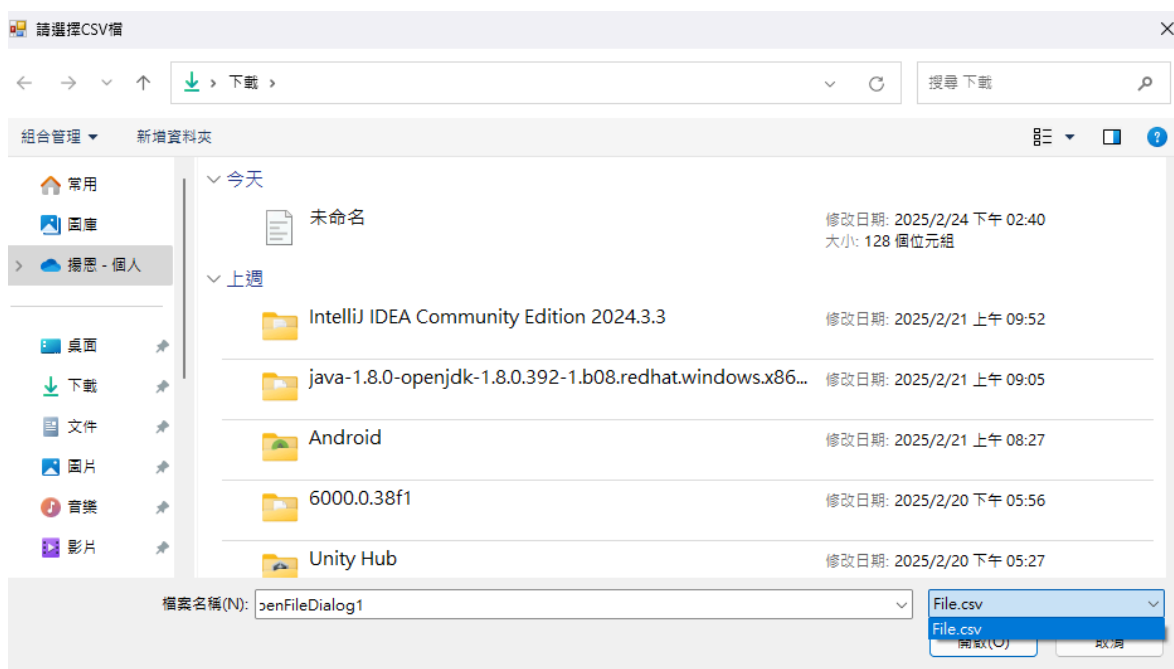 請選擇CSV檔
下載
搜尋 下載
組合管理
新增資料夾
常用
圖庫
揚恩 - 個人
桌面
下載
文件
圖片
音樂
影片
今天
未命名
修改日期: 2025/2/24 下午 02:40
大小: 128 個位元組
上週
IntelliJ IDEA Community Edition 2024.3.3
修改日期: 2025/2/21 上午 09:52
java-1.8.0-openjdk-1.8.0.392-1.b08.redhat.windows.x86...
修改日期: 2025/2/21 上午 09:05
Android
修改日期: 2025/2/21 上午 08:27
6000.0.38f1
修改日期: 2025/2/20 下午 05:56
Unity Hub
修改日期: 2025/2/20 下午 05:27
檔案名稱(N):
penFileDialog1
File.csv
File.csv
開啟(O)
取消